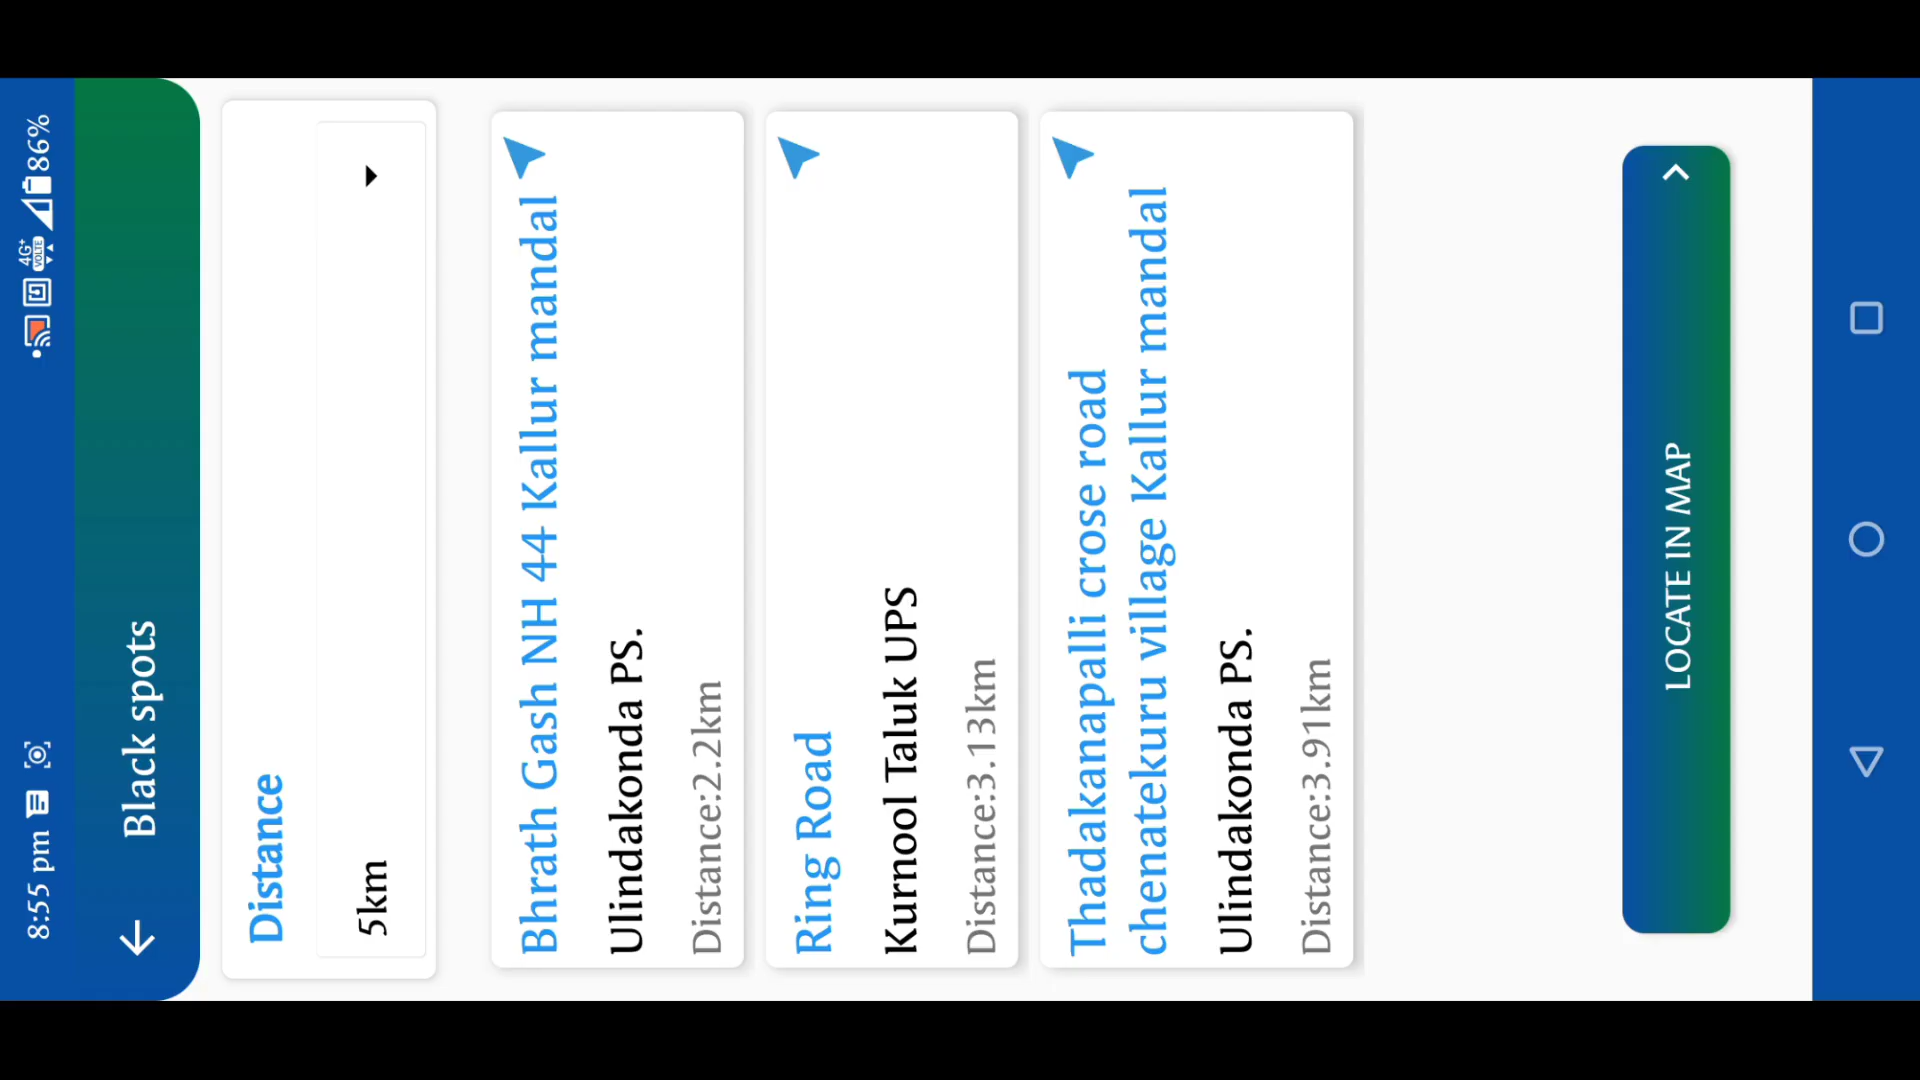 8:55 pm 4G+ VOLTE 86%
Black spots
Distance
5km
Bhrath Gash NH 44 Kallur mandal
Ulindakonda PS.
Distance:2.2km
Ring Road
Kurnool Taluk UPS
Distance:3.13km
Thadakanapalli crose road
chenatekuru village Kallur mandal
Ulindakonda PS.
Distance:3.91km
LOCATE IN MAP